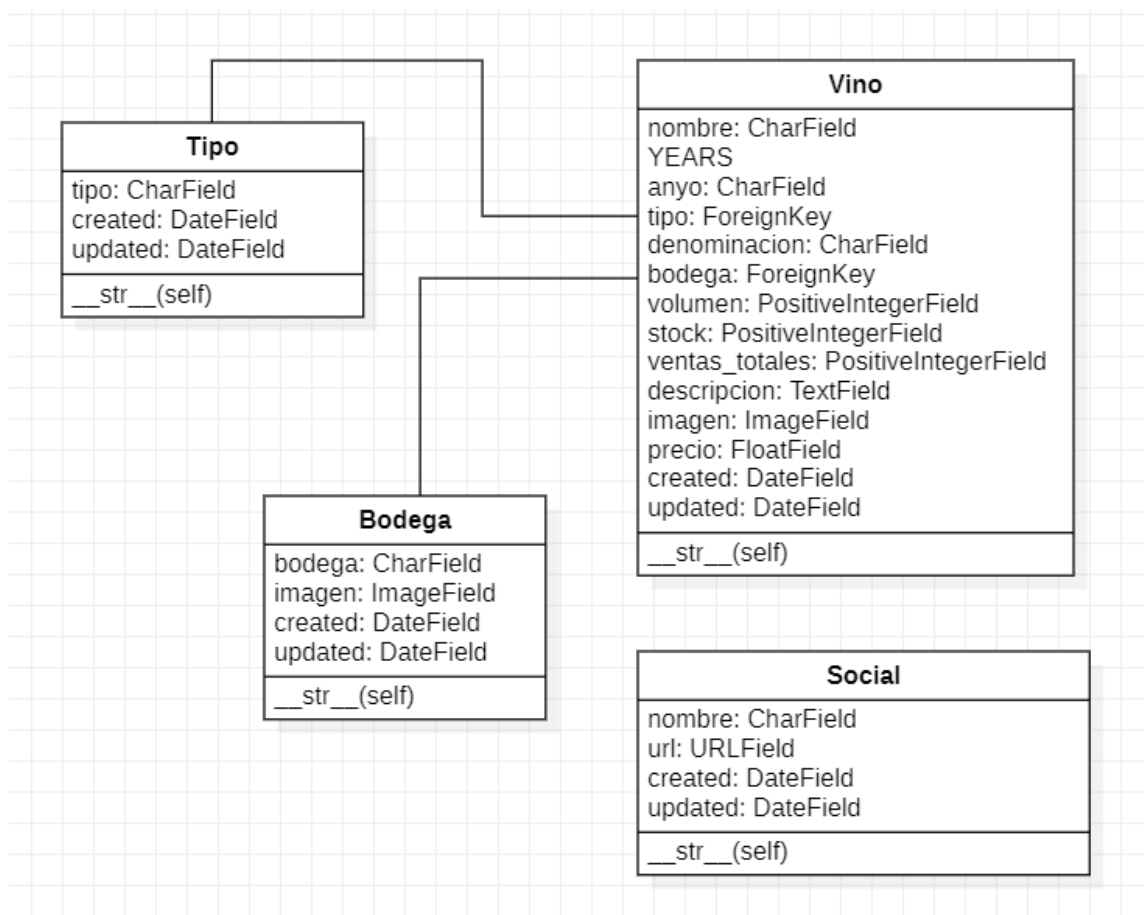 Tipo
tipo: CharField
created: DateField
updated: DateField
__str__(self)
Vino
nombre: CharField
YEARS
anyo: CharField
tipo: ForeignKey
denominacion: CharField
bodega: ForeignKey
volumen: PositiveIntegerField
stock: PositiveIntegerField
ventas_totales: PositiveIntegerField
descripcion: TextField
imagen: ImageField
precio: FloatField
created: DateField
updated: DateField
__str__(self)
Bodega
bodega: CharField
imagen: ImageField
created: DateField
updated: DateField
__str__(self)
Social
nombre: CharField
url: URLField
created: DateField
updated: DateField
__str__(self)